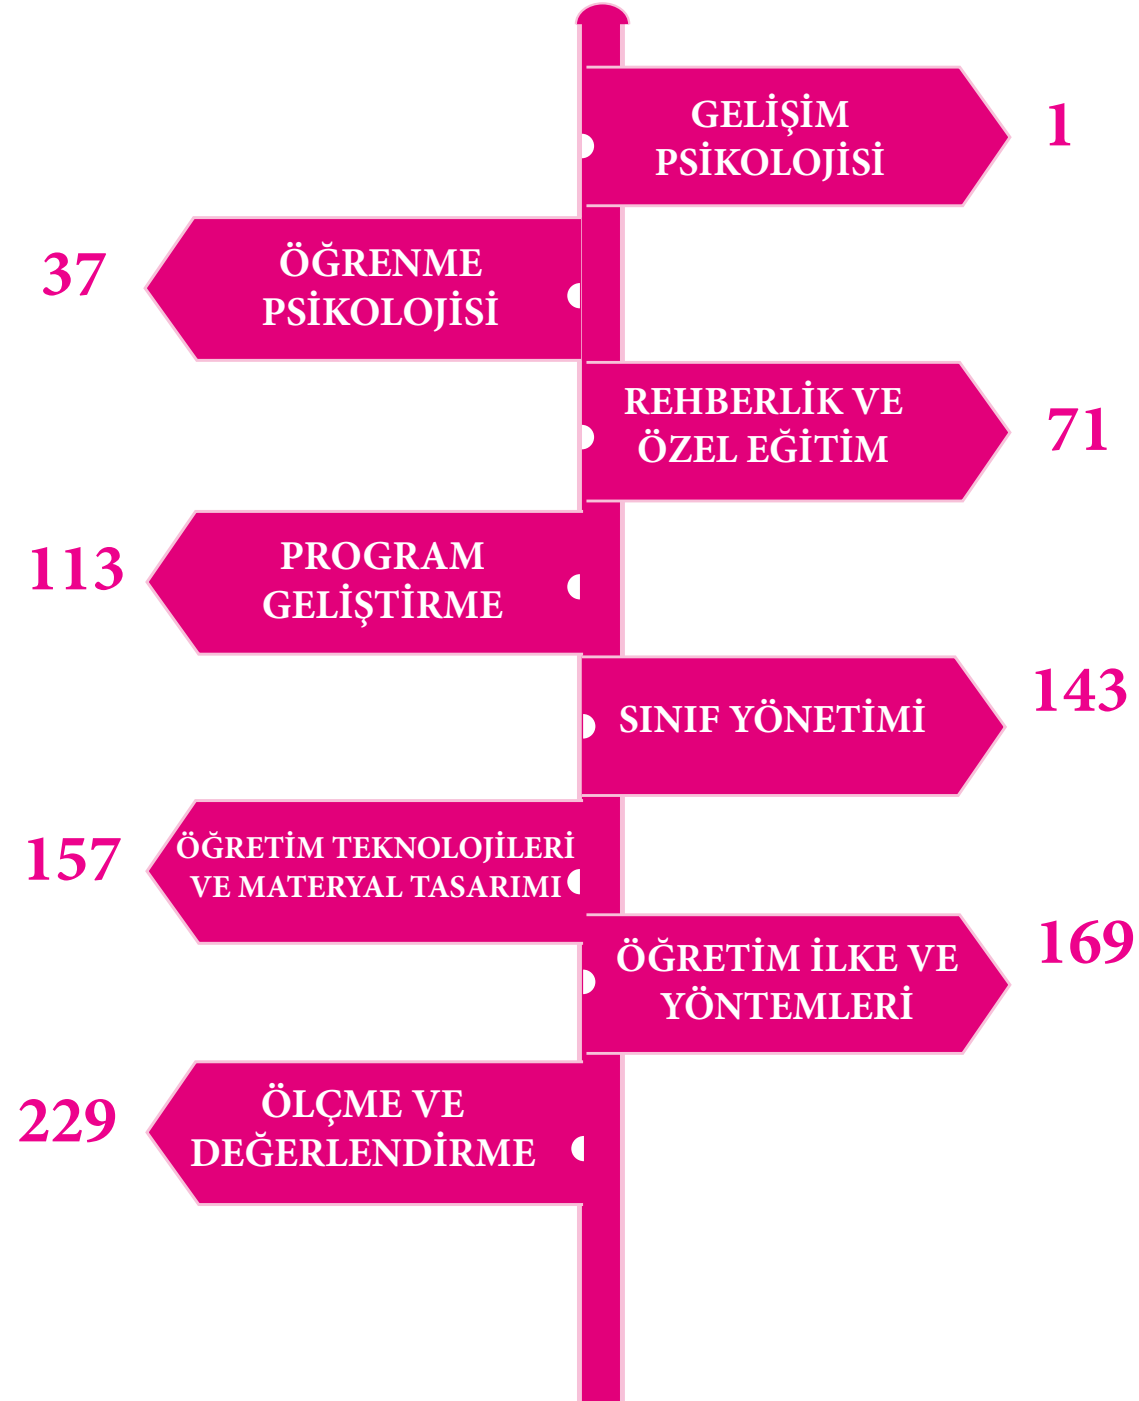 GELİŞİM
PSİKOLOJİSİ
1
37
ÖĞRENME
PSİKOLOJİSİ
REHBERLİK VE
ÖZEL EĞİTİM
71
113
PROGRAM
GELİŞTİRME
SINIF YÖNETİMİ
143
157
ÖĞRETİM TEKNOLOJİLERİ
VE MATERYAL TASARIMI
ÖĞRETİM İLKE VE
YÖNTEMLERİ
169
229
ÖLÇME VE
DEĞERLENDİRME